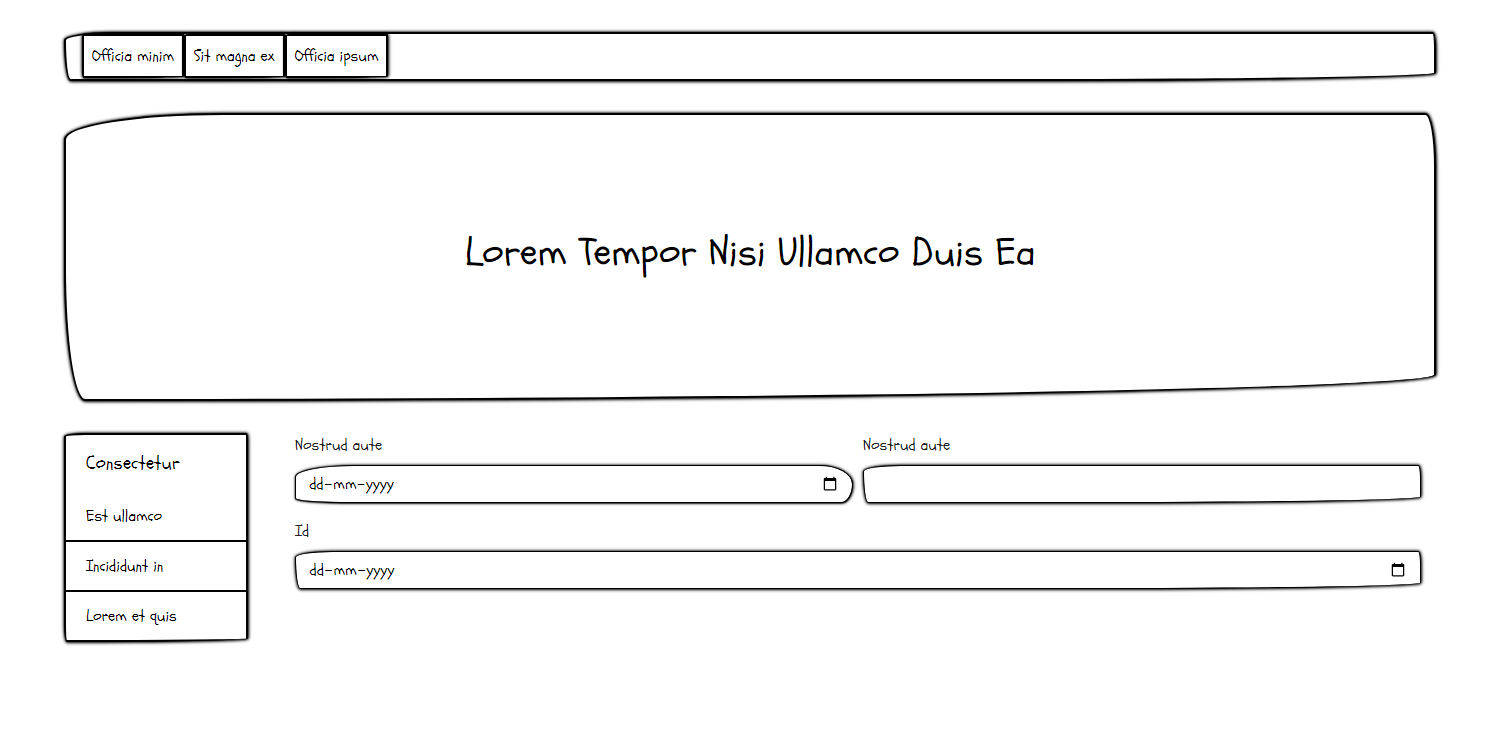 Officia minim Sit magna ex Officia ipsum
Lorem Tempor Nisi Ullamco Duis Ea
Consectetur
Est ullamco
Incididunt in
Lorem et quis
Nostrud aute Nostrud aute
dd-mm-yyyy
Id
dd-mm-yyyy